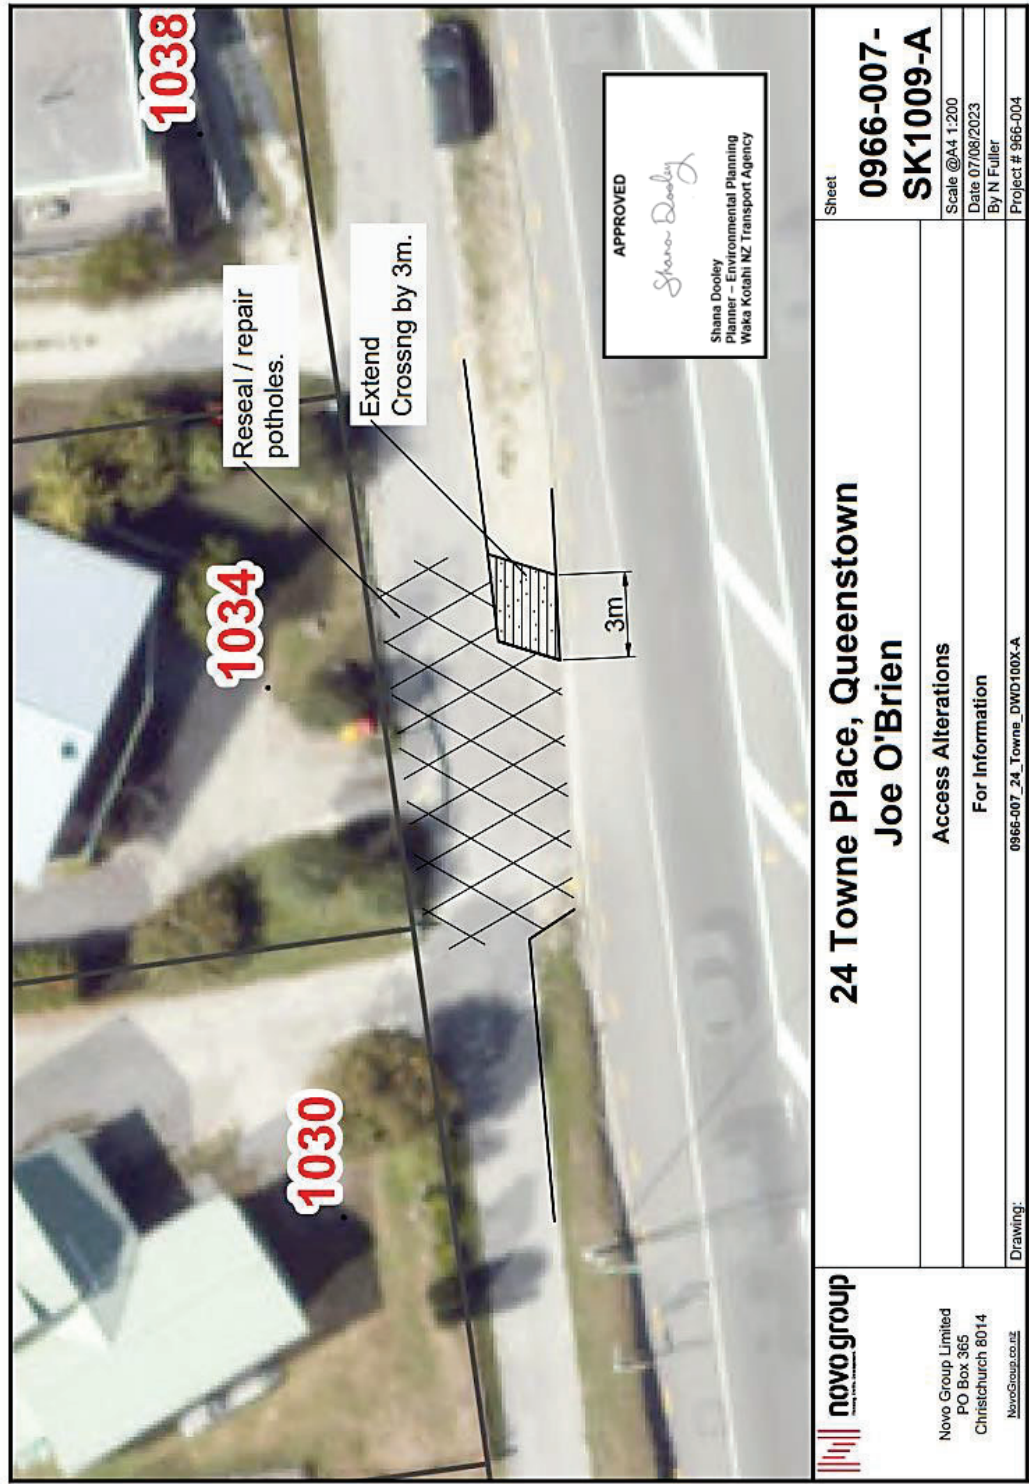 1038
1034
1030
Reseal / repair
potholes.
Extend
Crossng by 3m.
3m
APPROVED
Shana Dooley
Shana Dooley
Planner – Environmental Planning
Waka Kotahi NZ Transport Agency
novogroup
Novo Group Limited
PO Box 365
Christchurch 8014
NovoGroup.co.nz
24 Towne Place, Queenstown
Joe O'Brien
Access Alterations
For Information
Drawing:
0966-007_24_Towne_DWD100X-A
Sheet
0966-007-
SK1009-A
Scale @A4 1:200
Date 07/08/2023
By N Fuller
Project # 966-004